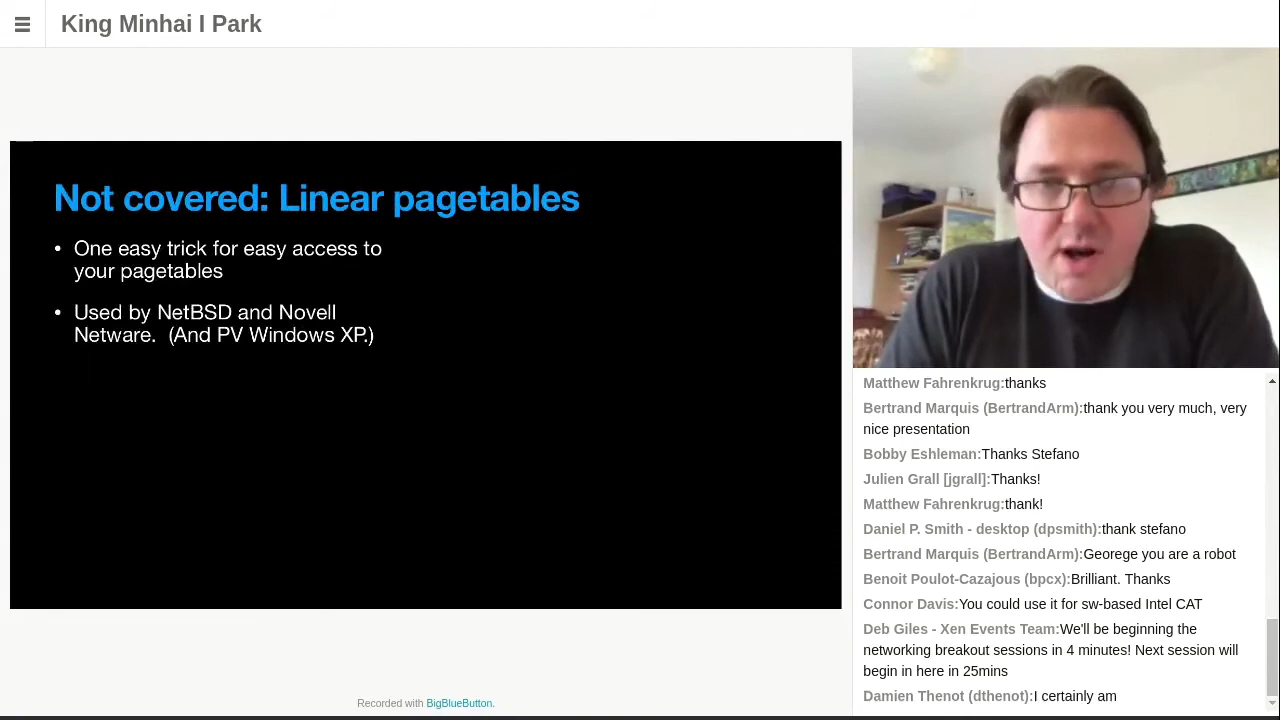 King Minhai I Park
Not covered: Linear pagetables
• One easy trick for easy access to
your pagetables
• Used by NetBSD and Novell
Netware.  (And PV Windows XP.)
Matthew Fahrenkrug:thanks
Bertrand Marquis (BertrandArm):thank you very much, very
nice presentation
Bobby Eshleman:Thanks Stefano
Julien Grall [jgrall]:Thanks!
Matthew Fahrenkrug:thank!
Daniel P. Smith - desktop (dpsmith):thank stefano
Bertrand Marquis (BertrandArm):Georege you are a robot
Benoit Poulot-Cazajous (bpcx):Brilliant. Thanks
Connor Davis:You could use it for sw-based Intel CAT
Deb Giles - Xen Events Team:We'll be beginning the
networking breakout sessions in 4 minutes! Next session will
begin in here in 25mins
Damien Thenot (dthenot):I certainly am
Recorded with BigBlueButton.